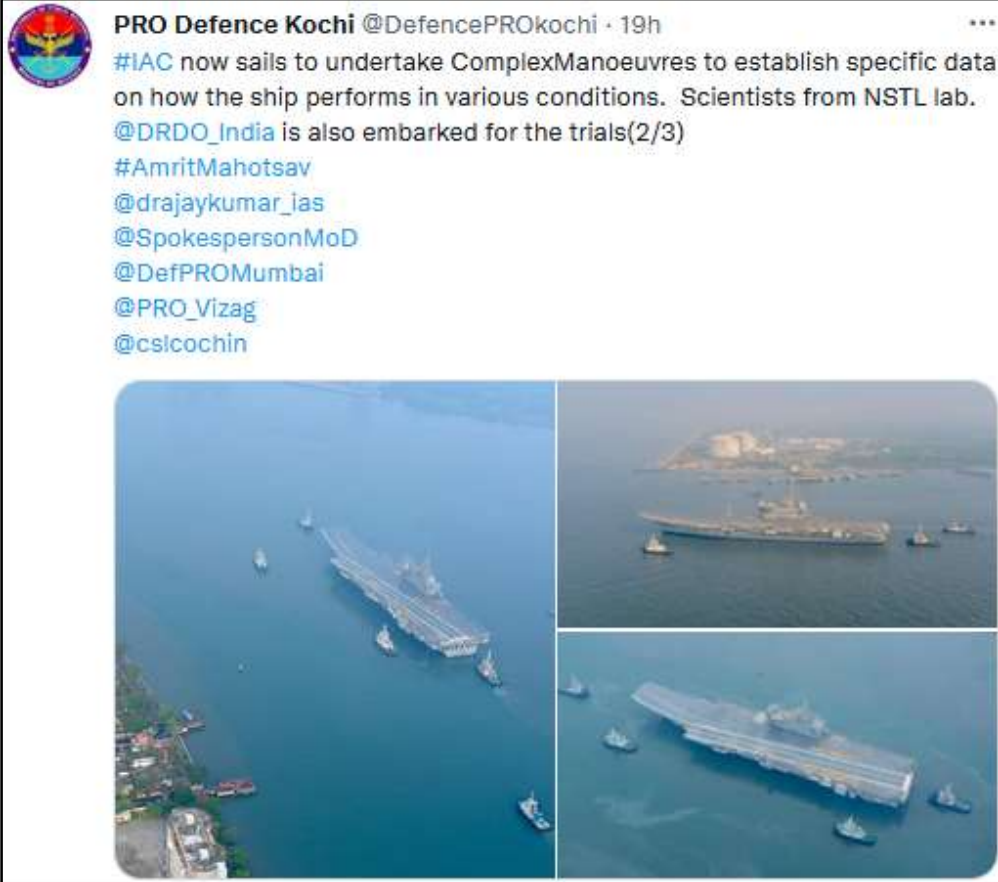 PRO Defence Kochi @DefencePROkochi · 19h
#IAC now sails to undertake ComplexManoeuvres to establish specific data
on how the ship performs in various conditions.  Scientists from NSTL lab.
@DRDO_India is also embarked for the trials(2/3)
#AmritMahotsav
@drajaykumar_ias
@SpokespersonMoD
@DefPROMumbai
@PRO_Vizag
@cslcochin